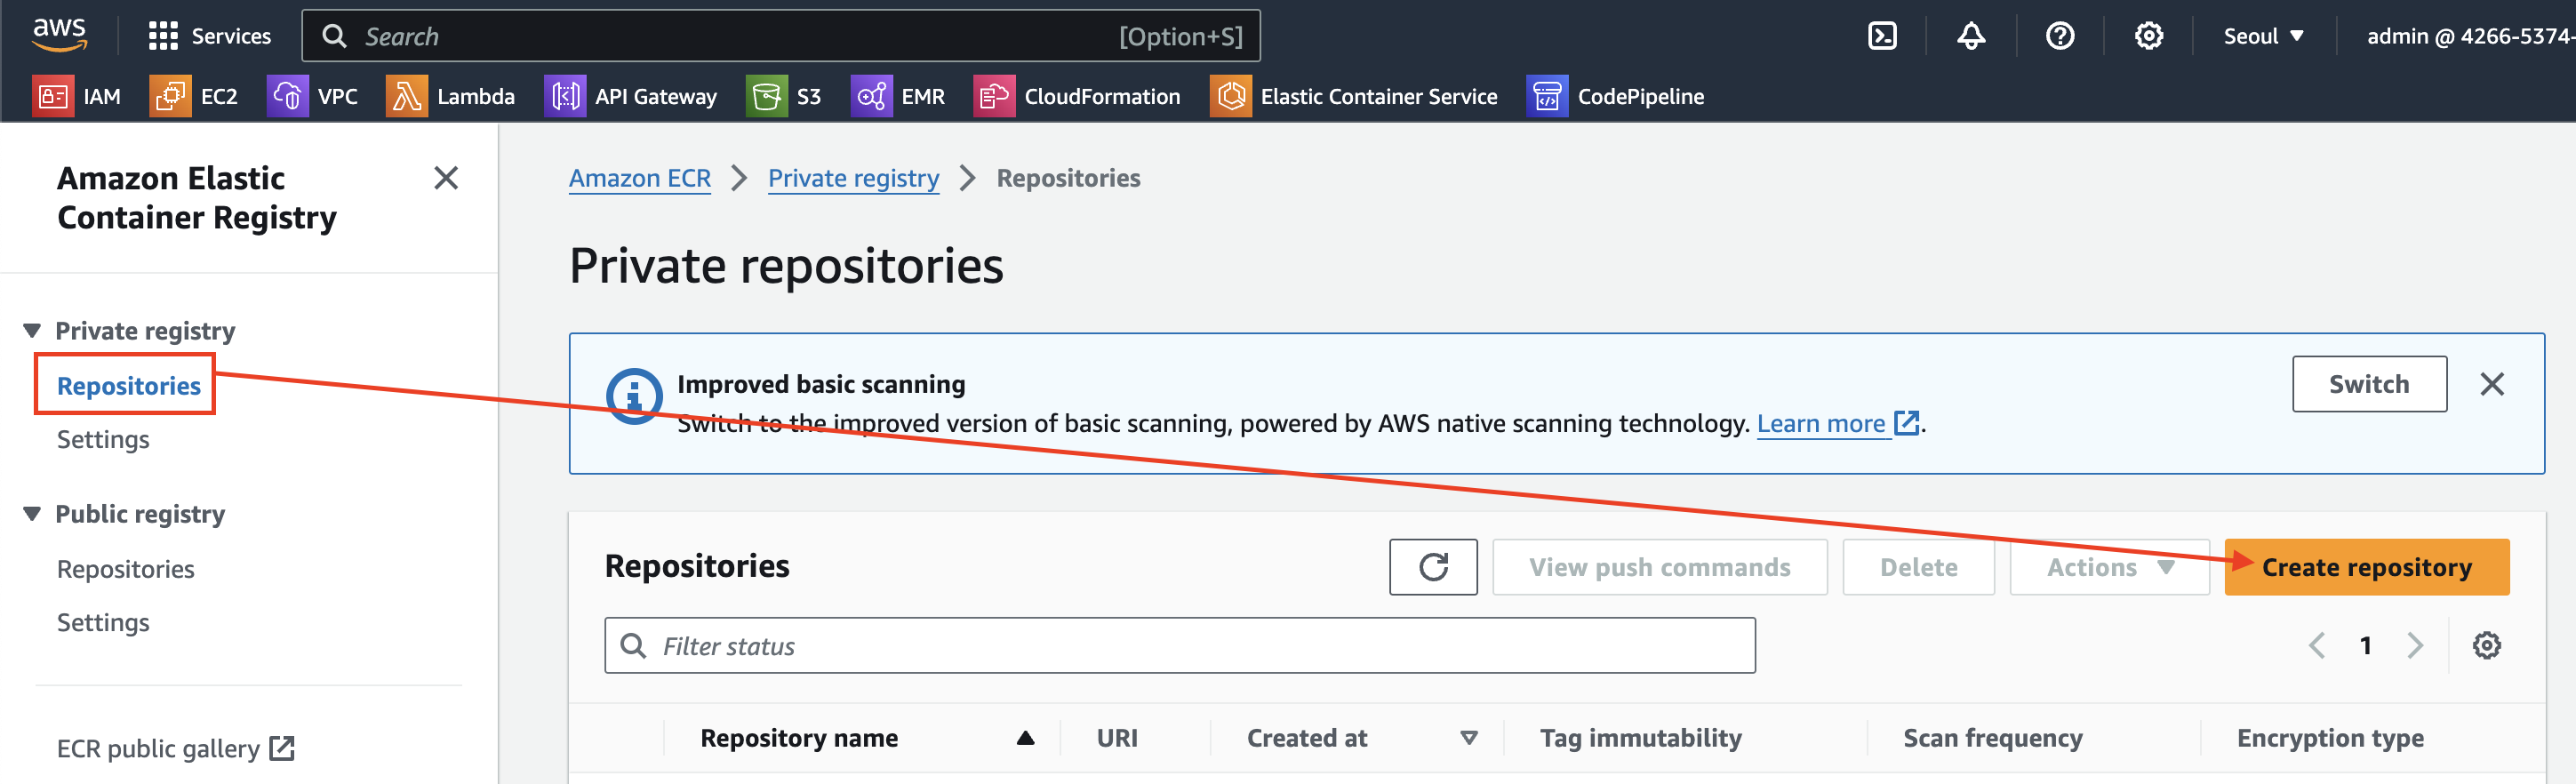 aws Services Search [Option+S] Seoul admin @ 4266-5374-
IAM EC2 VPC Lambda API Gateway S3 EMR CloudFormation Elastic Container Service CodePipeline
Amazon Elastic
Container Registry
Private registry
Repositories
Settings
Public registry
Repositories
Settings
ECR public gallery
Amazon ECR > Private registry > Repositories
Private repositories
Improved basic scanning
Switch to the improved version of basic scanning, powered by AWS native scanning technology. Learn more.
Switch
Repositories View push commands Delete Actions Create repository
Filter status 1
Repository name URI Created at Tag immutability Scan frequency Encryption type